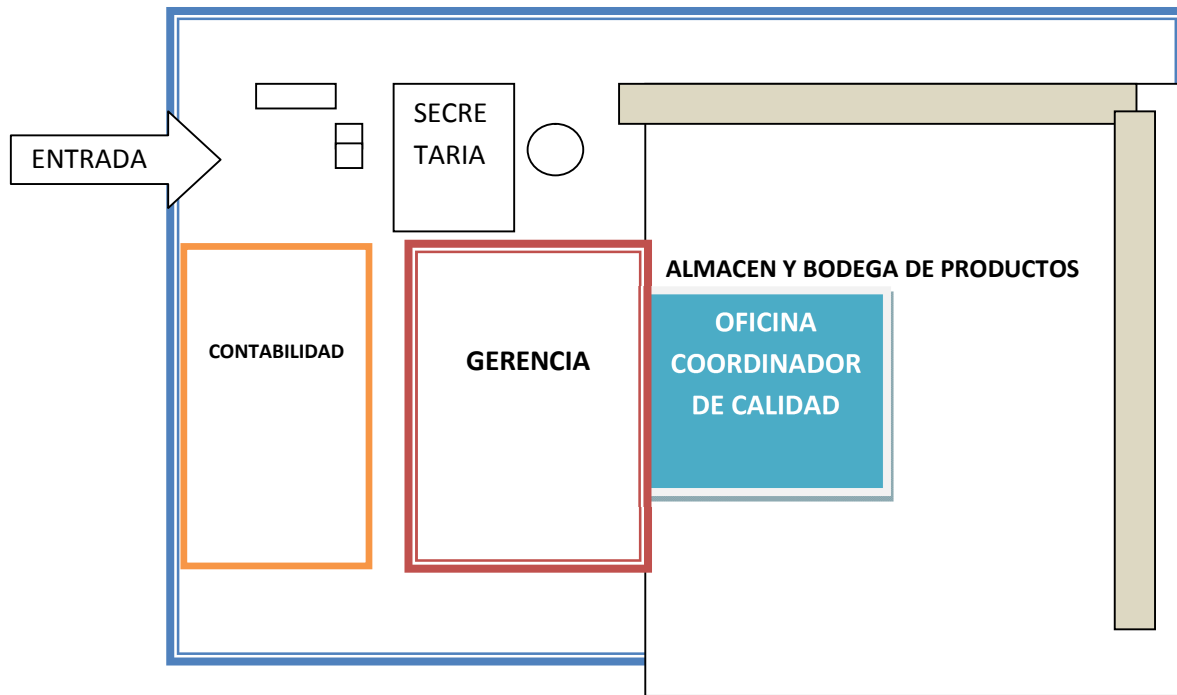 SECRE
TARIA
ENTRADA
ALMACEN Y BODEGA DE PRODUCTOS
CONTABILIDAD
GERENCIA
OFICINA
COORDINADOR
DE CALIDAD